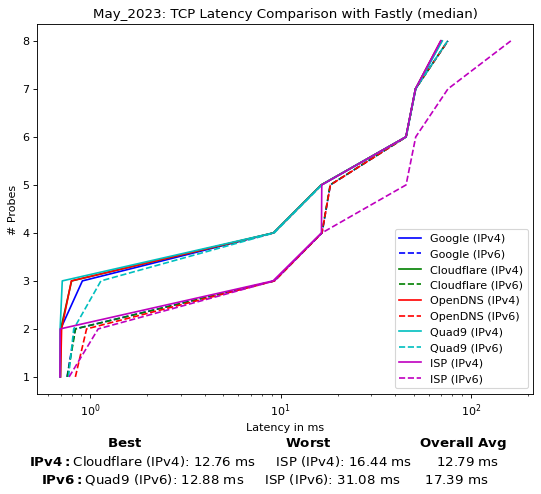 May_2023: TCP Latency Comparison with Fastly (median)
8
7
6
5
4
3
2
1
# Probes
10⁰
10¹
10²
Latency in ms
Google (IPv4)
Google (IPv6)
Cloudflare (IPv4)
Cloudflare (IPv6)
OpenDNS (IPv4)
OpenDNS (IPv6)
Quad9 (IPv4)
Quad9 (IPv6)
ISP (IPv4)
ISP (IPv6)
Best Worst Overall Avg
IPv4: Cloudflare (IPv4): 12.76 ms ISP (IPv4): 16.44 ms 12.79 ms
IPv6: Quad9 (IPv6): 12.88 ms ISP (IPv6): 31.08 ms 17.39 ms